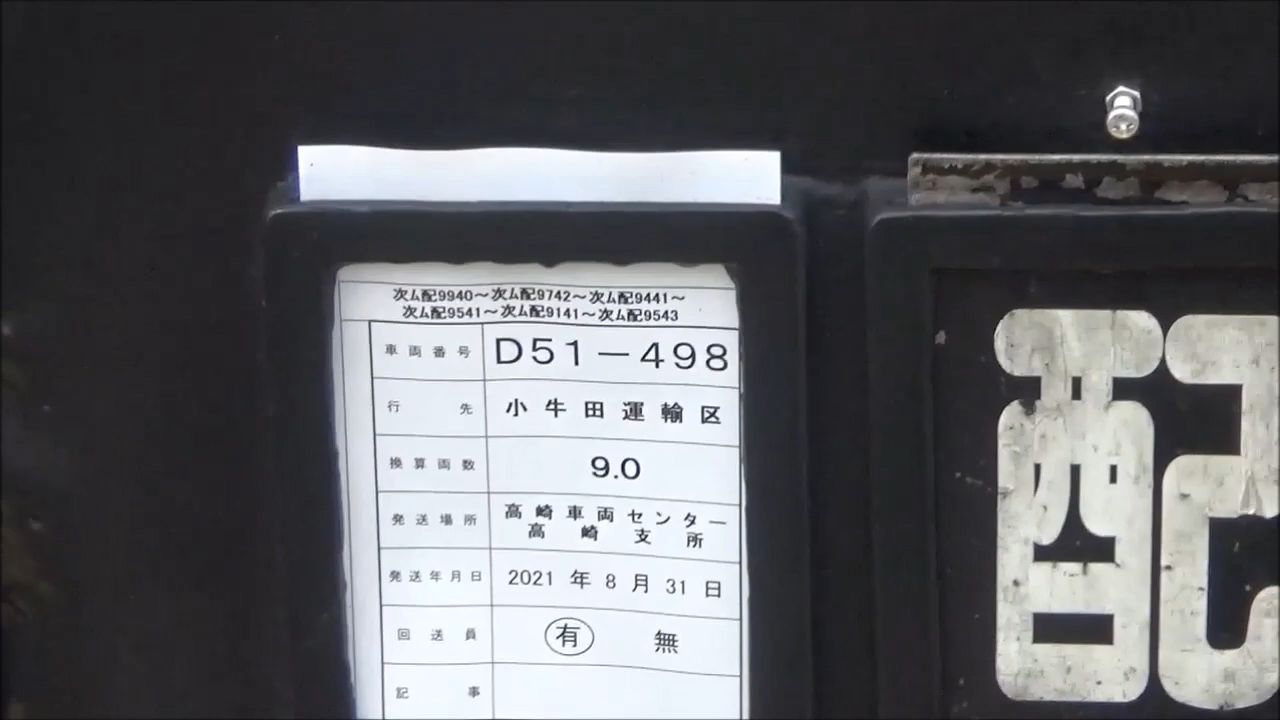 次ム配9940～次ム配9742～次ム配9441～
次ム配9541～次ム配9141～次ム配9543
車両番号 D51－498
行先 小牛田運輸区
換算両数 9.0
発送場所 高崎車両センター
高崎支所
発送年月日 2021年8月31日
回送員 有 無
記事
配